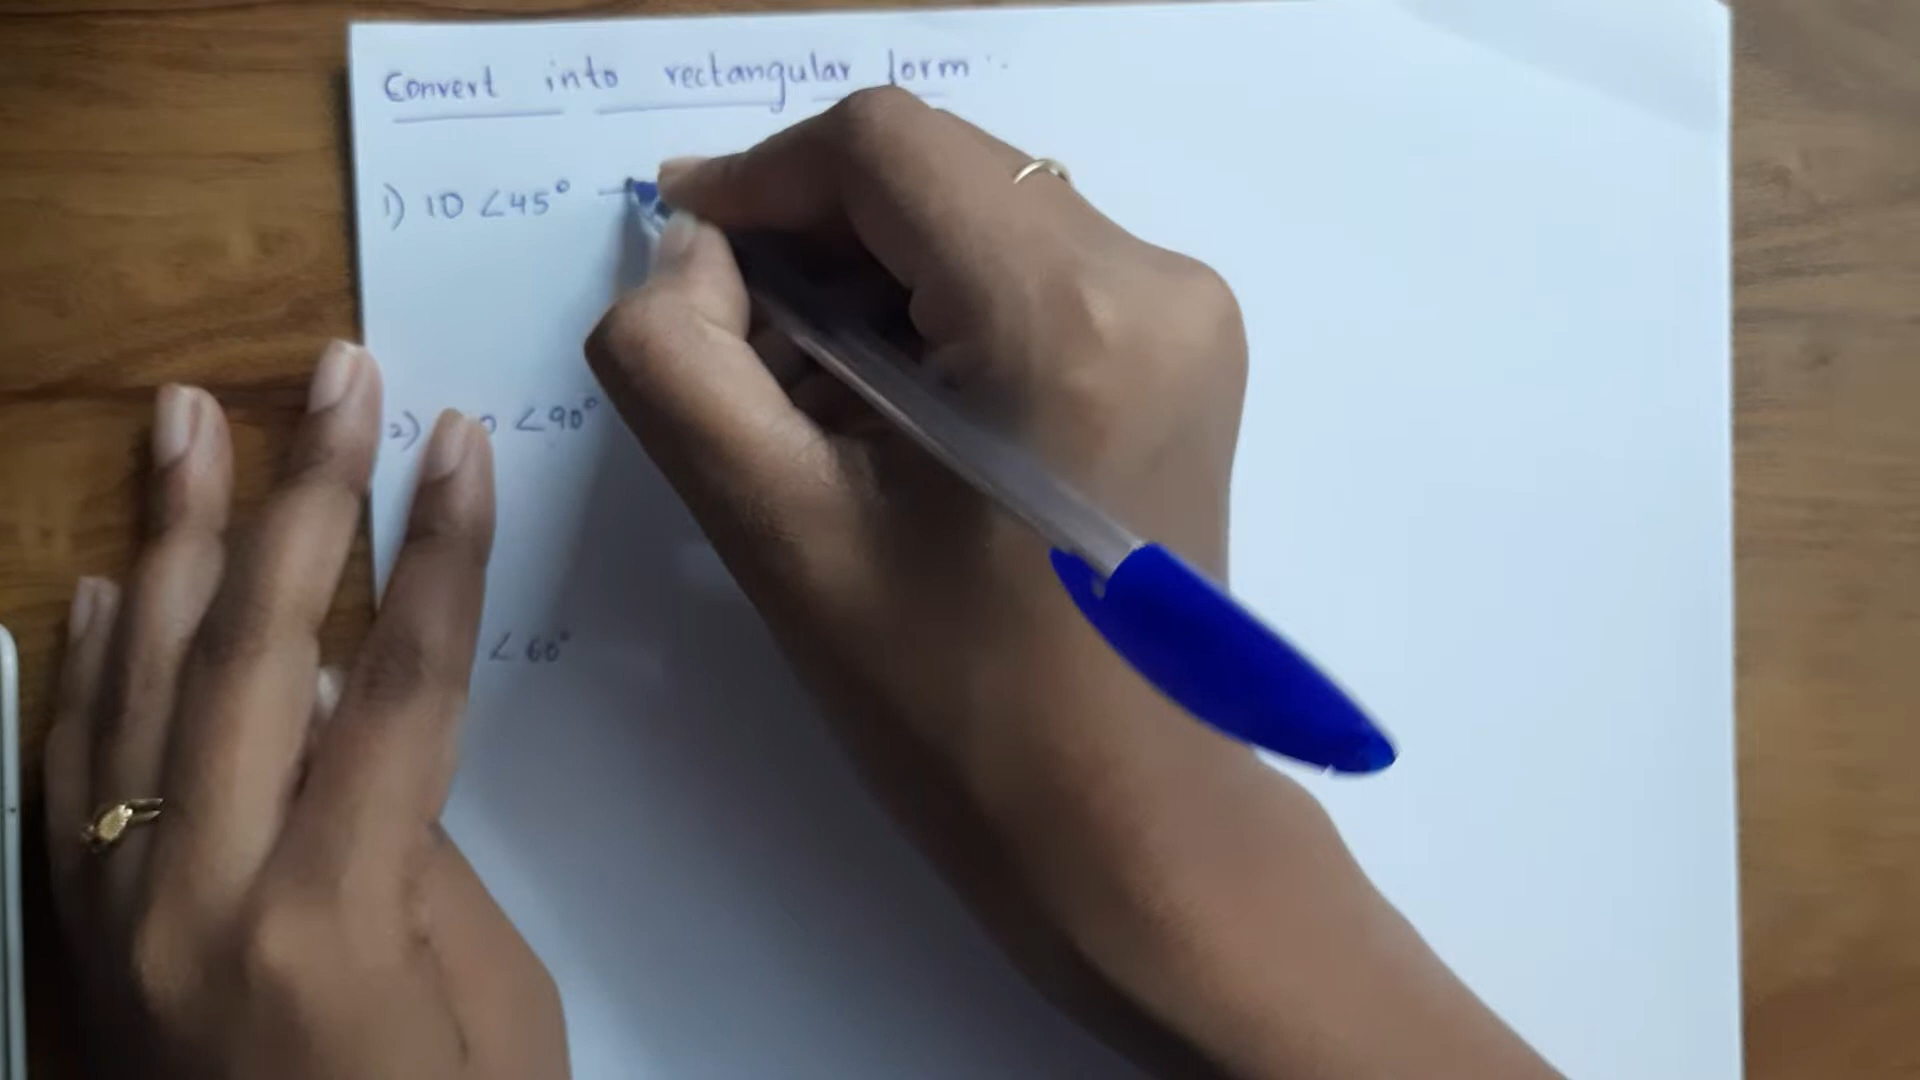 Convert into rectangular form :-
1) 10 ∠45°
2) ∠90°
∠60°